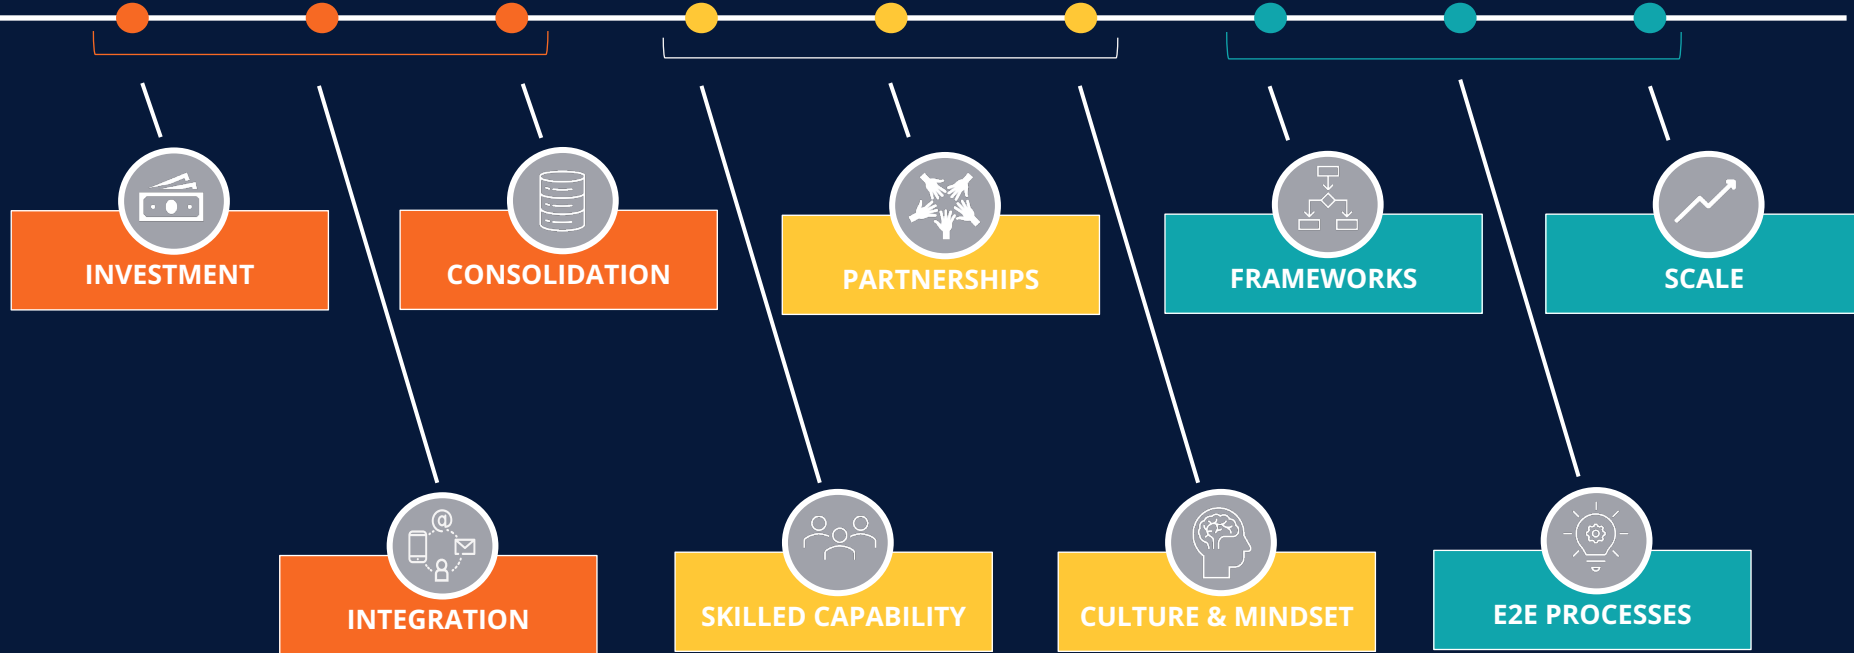 INVESTMENT
CONSOLIDATION
PARTNERSHIPS
FRAMEWORKS
SCALE
INTEGRATION
SKILLED CAPABILITY
CULTURE & MINDSET
E2E PROCESSES